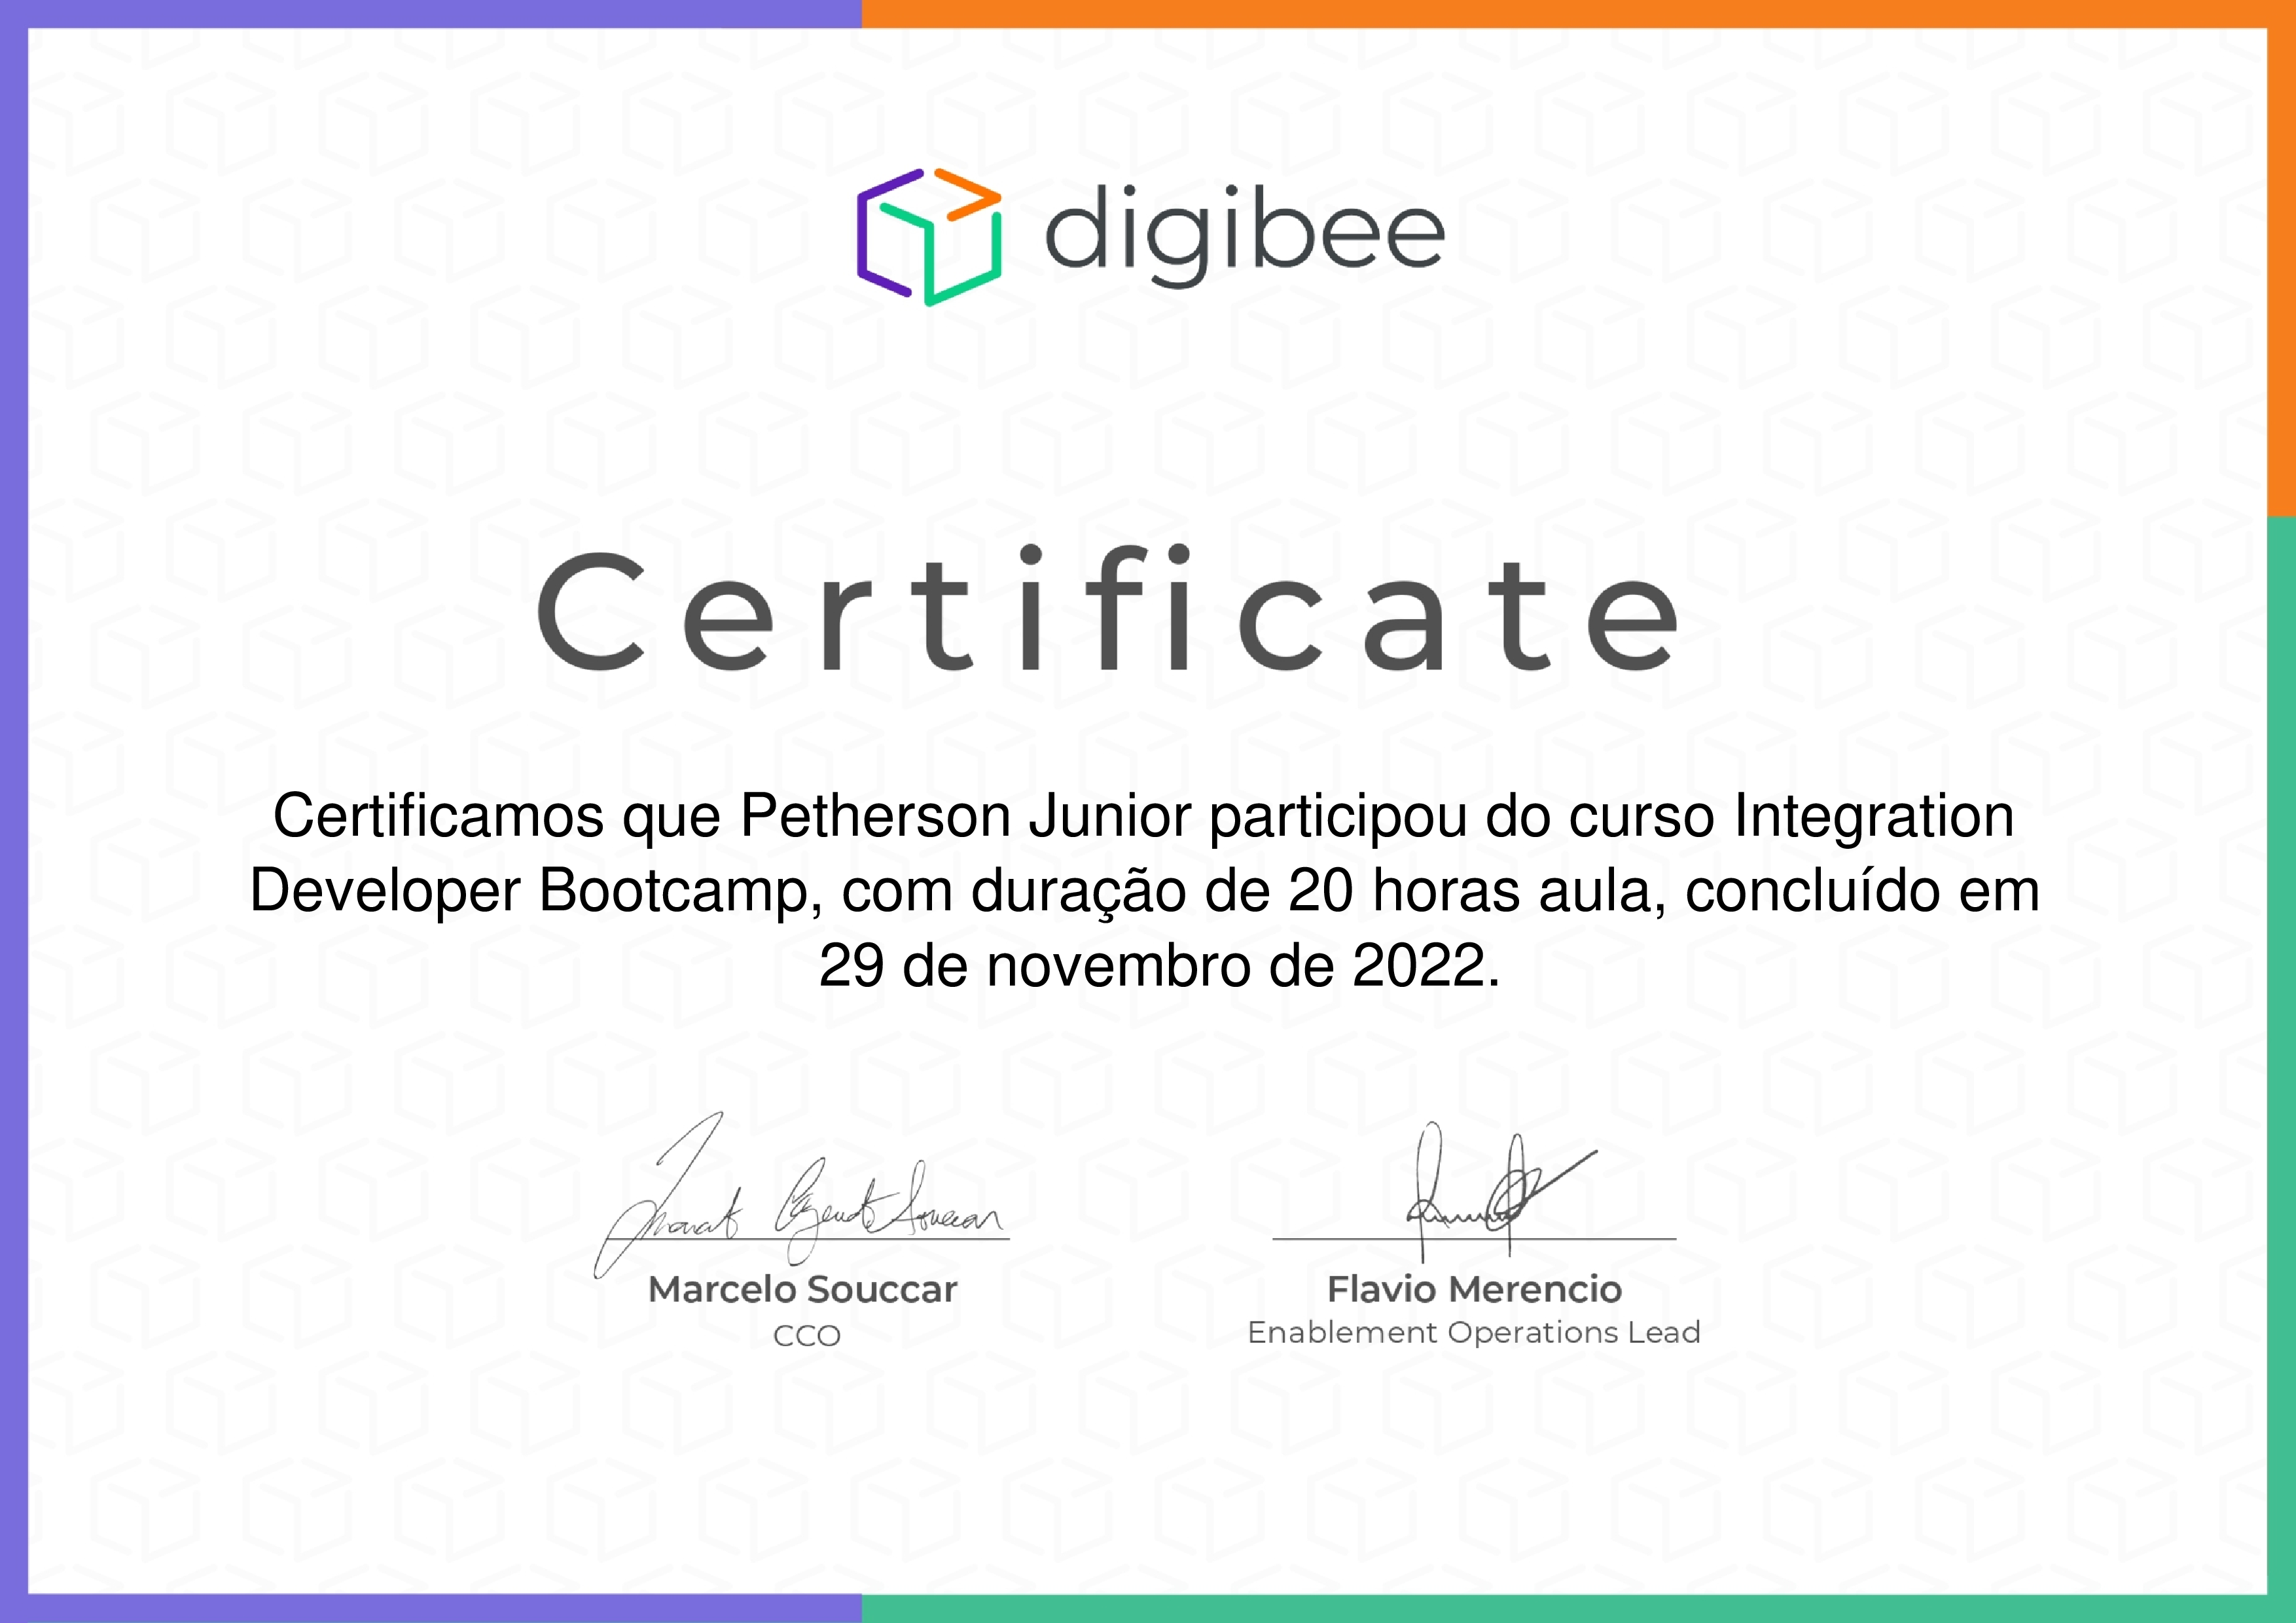 digibee
Certificate
Certificamos que Petherson Junior participou do curso Integration
Developer Bootcamp, com duração de 20 horas aula, concluído em
29 de novembro de 2022.
Marcelo Souccar
CCO
Flavio Merencio
Enablement Operations Lead